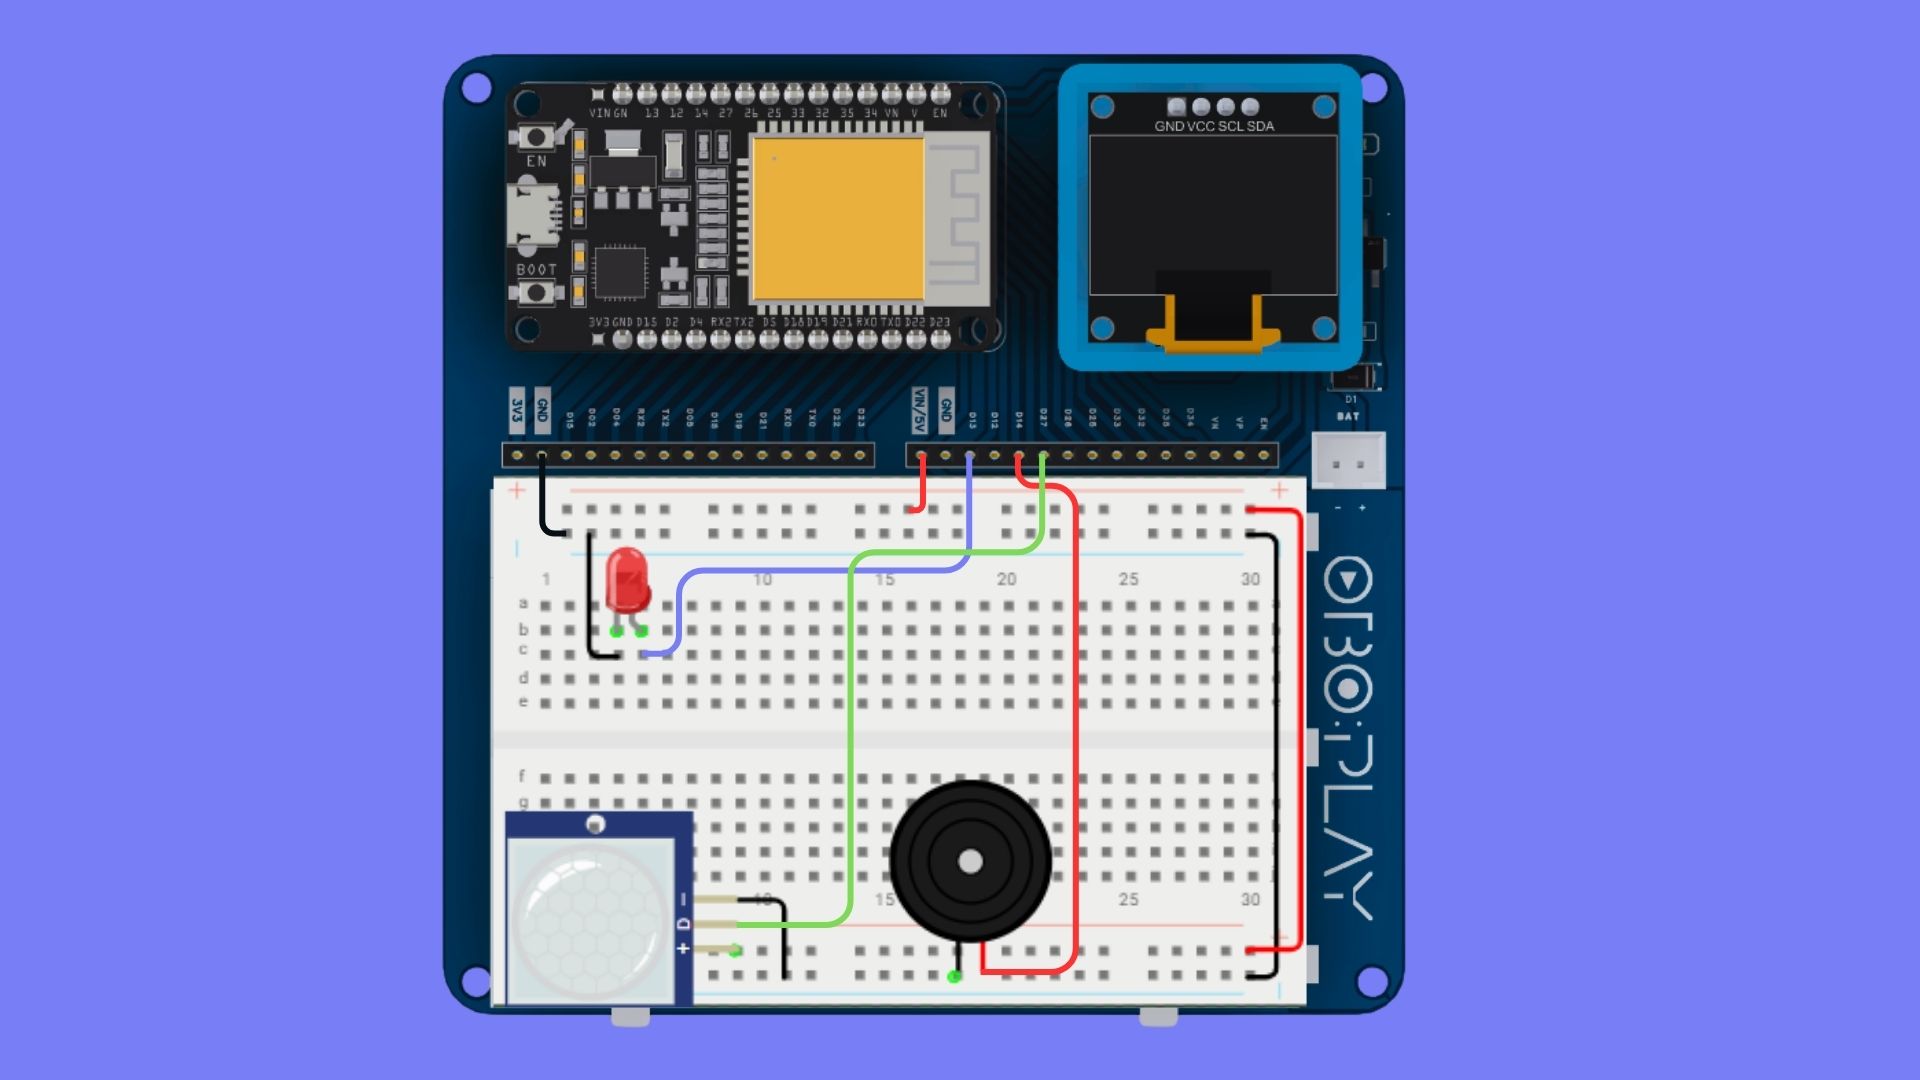 VIN GN 13 12 14 27 26 25 33 32 35 34 VN V EN
EN
BOOT
3V3 GND D15 D2 D4 RX2 TX2 D5 D18 D19 D21 RX0 TX0 D22 D23
GND VCC SCL SDA
3V3 GND D15 D02 D04 RX2 TX2 D05 D18 D19 D21 RX0 TX0 D22 D23
VIN/5V GND D13 D12 D14 D27 D26 D25 D33 D32 D35 D34 VN VP EN
D1
BAT
- +
+ +
1 10 15 20 25 30
a
b
c
d
e
f
g
10 15 25 30
−
D
+
PLAY